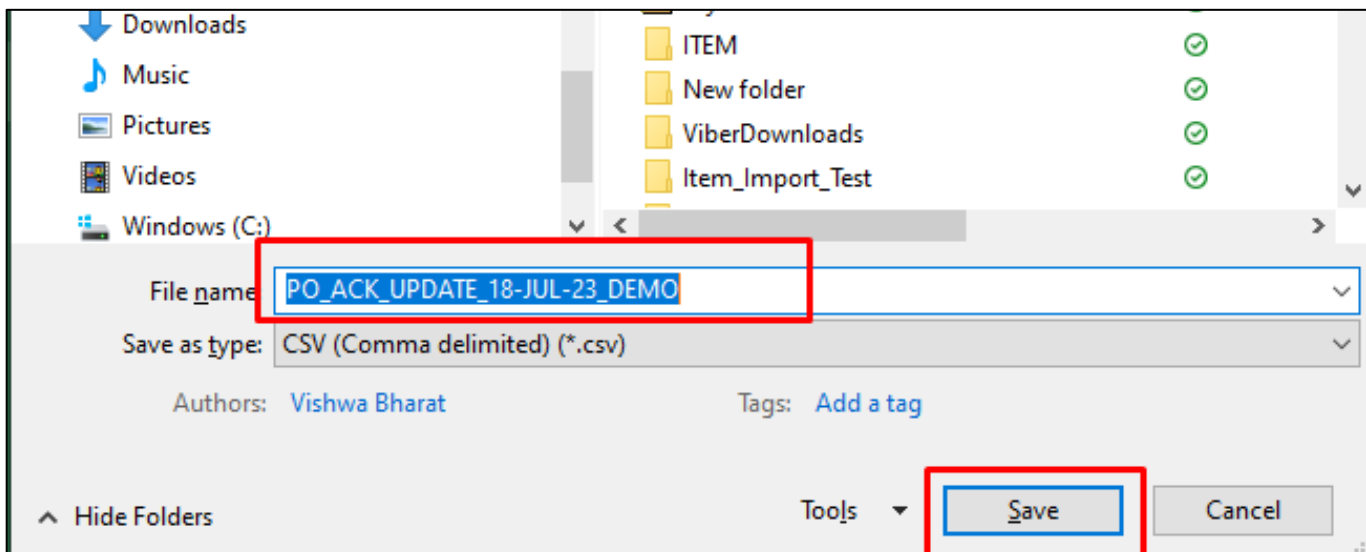 Downloads
Music
Pictures
Videos
Windows (C:)
ITEM
New folder
ViberDownloads
Item_Import_Test
File name
PO_ACK_UPDATE_18-JUL-23_DEMO
Save as type: CSV (Comma delimited) (*.csv)
Authors: Vishwa Bharat
Tags: Add a tag
Hide Folders
Tools
Save
Cancel